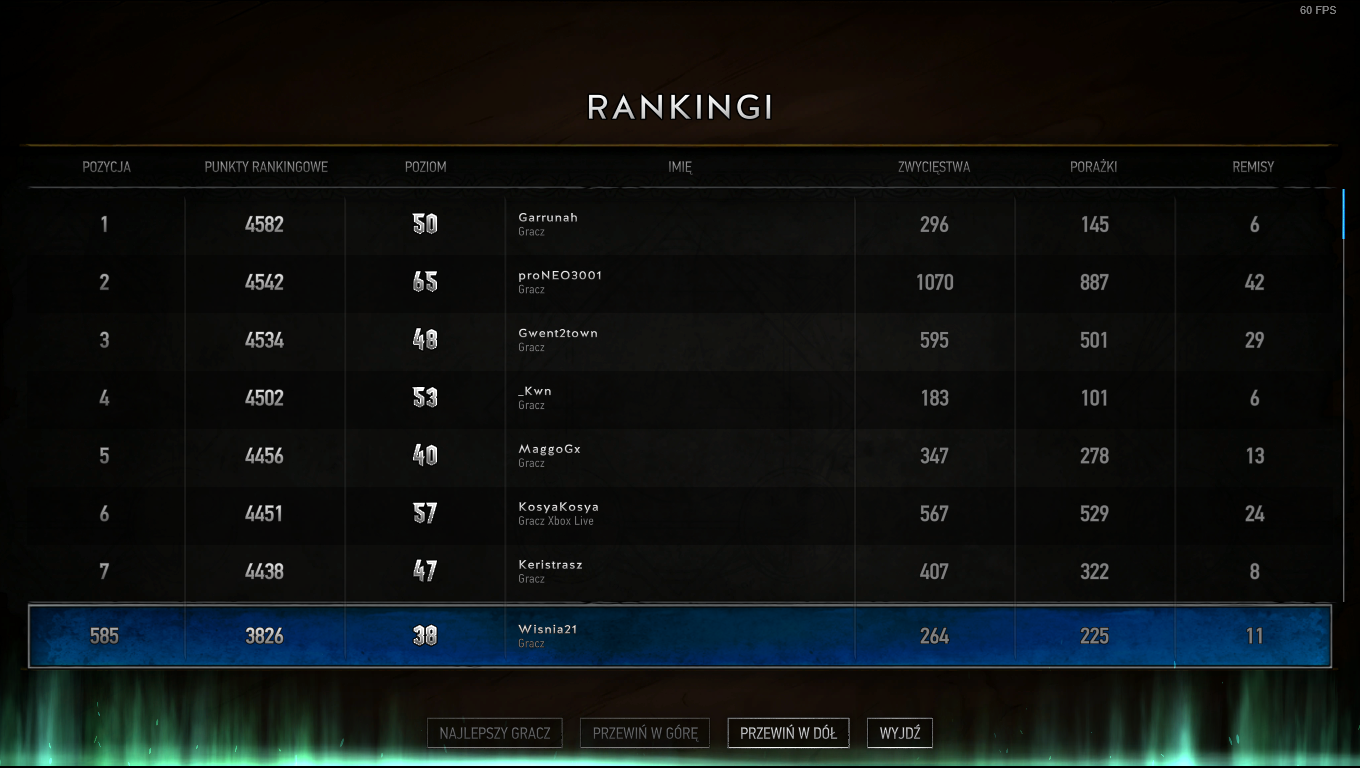 60 FPS
RANKINGI
POZYCJA PUNKTY RANKINGOWE POZIOM IMIĘ ZWYCIĘSTWA PORAŻKI REMISY
1 4582 50 Garrunah 296 145 6
Gracz
2 4542 65 proNEO3001 1070 887 42
Gracz
3 4534 48 Gwent2town 595 501 29
Gracz
4 4502 53 _Kwn 183 101 6
Gracz
5 4456 40 MaggoGx 347 278 13
Gracz
6 4451 57 KosyaKosya 567 529 24
Gracz Xbox Live
7 4438 47 Keristrasz 407 322 8
Gracz
585 3826 38 Wisnia21 264 225 11
Gracz
NAJLEPSZY GRACZ PRZEWIŃ W GÓRĘ PRZEWIŃ W DÓŁ WYJDŹ